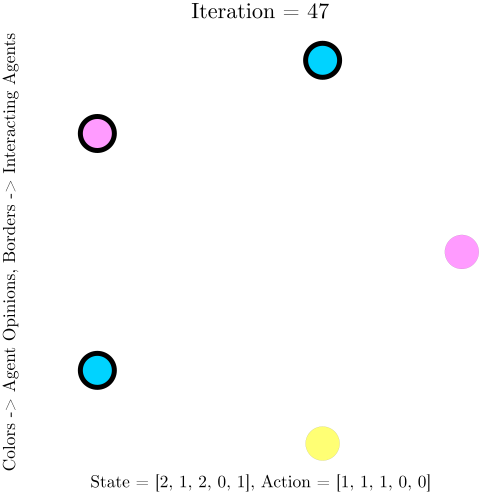 Iteration = 47
Colors -> Agent Opinions, Borders -> Interacting Agents
State = [2, 1, 2, 0, 1], Action = [1, 1, 1, 0, 0]